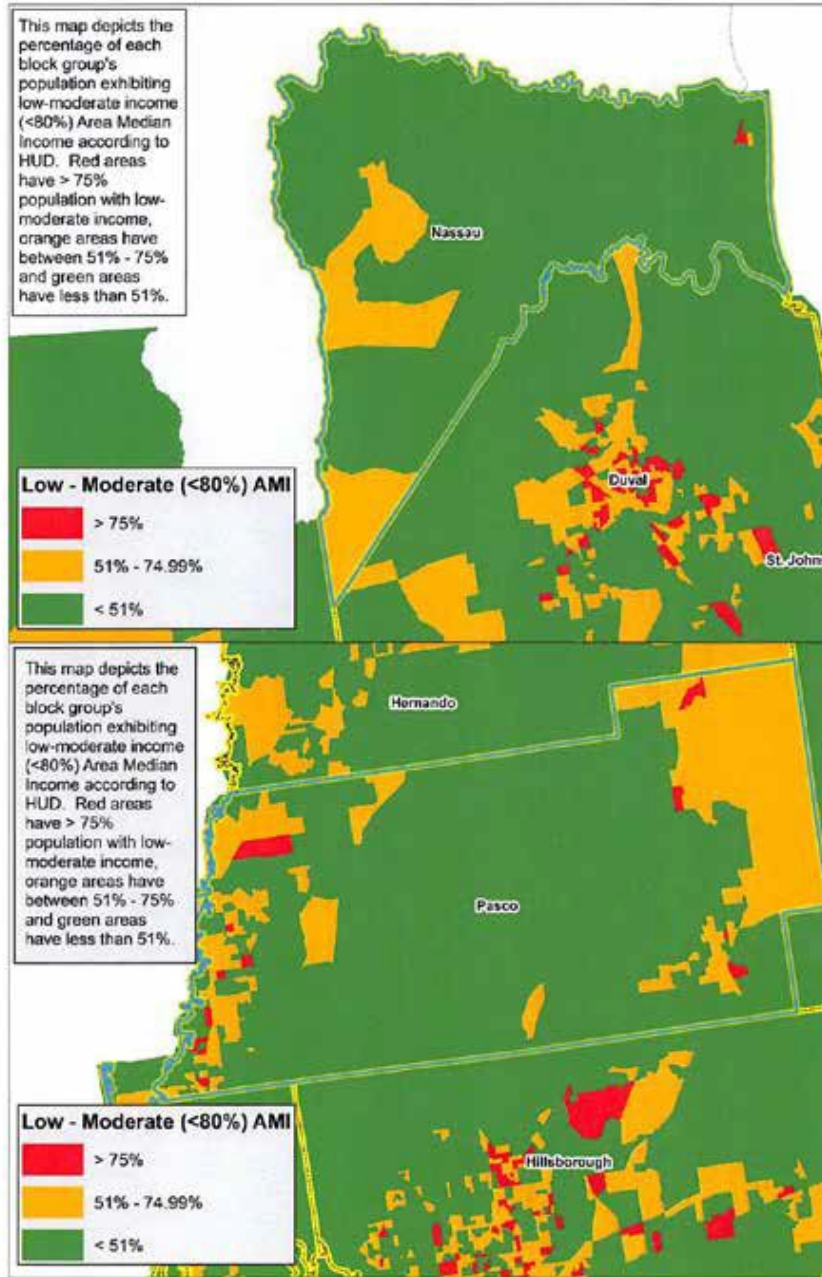 This map depicts the
percentage of each
block group's
population exhibiting
low-moderate income
(<80%) Area Median
Income according to
HUD. Red areas
have > 75%
population with low-
moderate income,
orange areas have
between 51% - 75%
and green areas
have less than 51%.
Nassau
Duval
St. Johns
Low - Moderate (<80%) AMI
> 75%
51% - 74.99%
< 51%
This map depicts the
percentage of each
block group's
population exhibiting
low-moderate income
(<80%) Area Median
Income according to
HUD. Red areas
have > 75%
population with low-
moderate income,
orange areas have
between 51% - 75%
and green areas
have less than 51%.
Hernando
Pasco
Hillsborough
Low - Moderate (<80%) AMI
> 75%
51% - 74.99%
< 51%